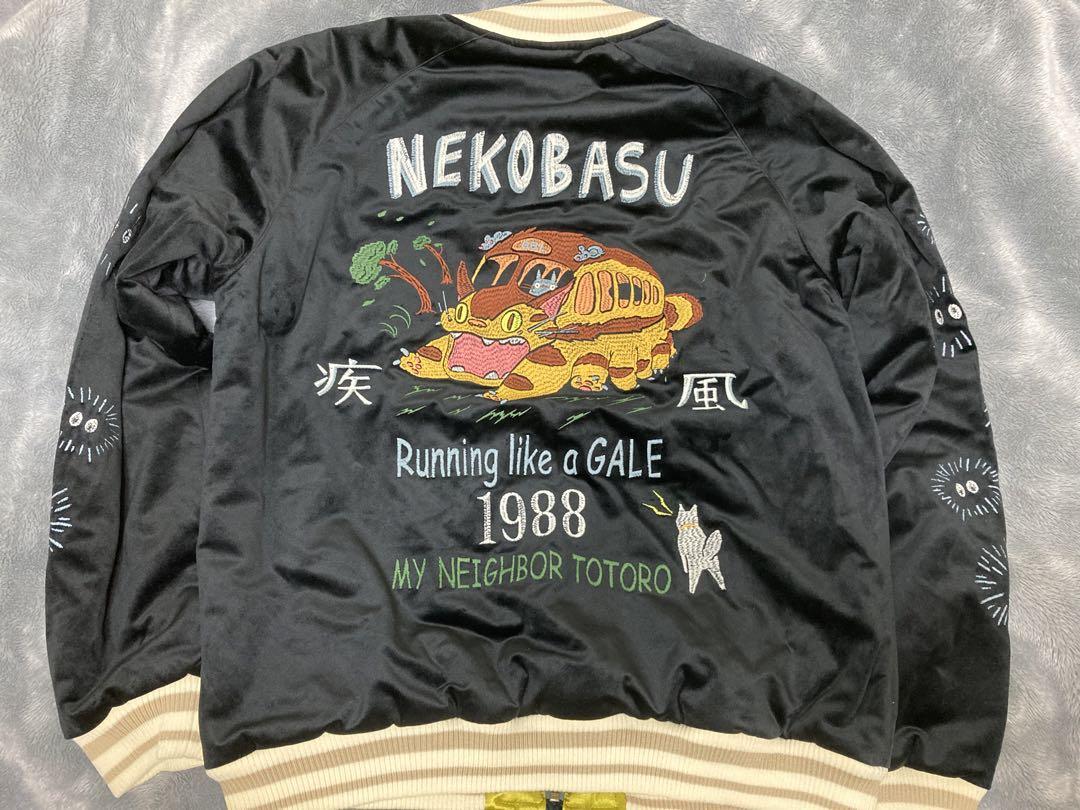 NEKOBASU
疾 風
Running like a GALE
1988
MY NEIGHBOR TOTORO